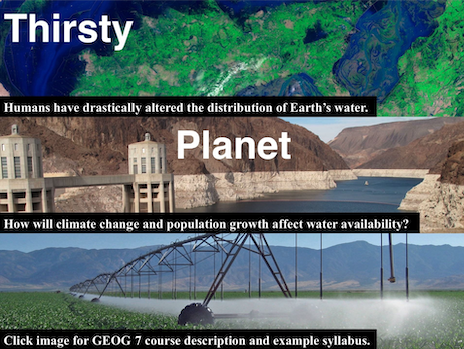 Thirsty
Humans have drastically altered the distribution of Earth's water.
Planet
How will climate change and population growth affect water availability?
Click image for GEOG 7 course description and example syllabus.